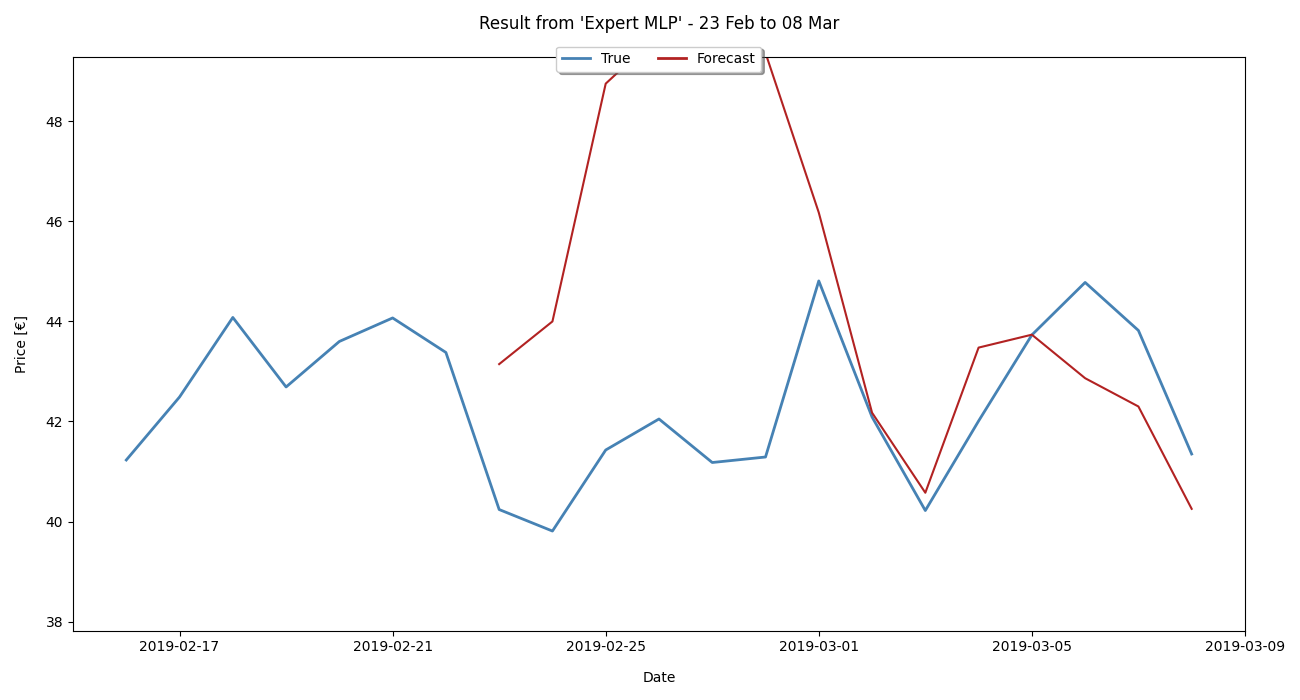 Result from 'Expert MLP' - 23 Feb to 08 Mar
True Forecast
48
46
44
42
40
38
Price [€]
2019-02-17 2019-02-21 2019-02-25 2019-03-01 2019-03-05 2019-03-09
Date